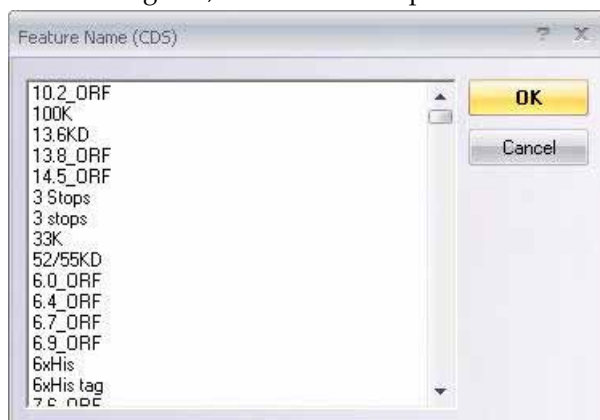 Feature Name (CDS)
10.2_ORF
100K
13.6KD
13.8_ORF
14.5_ORF
3 Stops
3 stops
33K
52/55KD
6.0_ORF
6.4_ORF
6.7_ORF
6.9_ORF
6xHis
6xHis tag
OK
Cancel